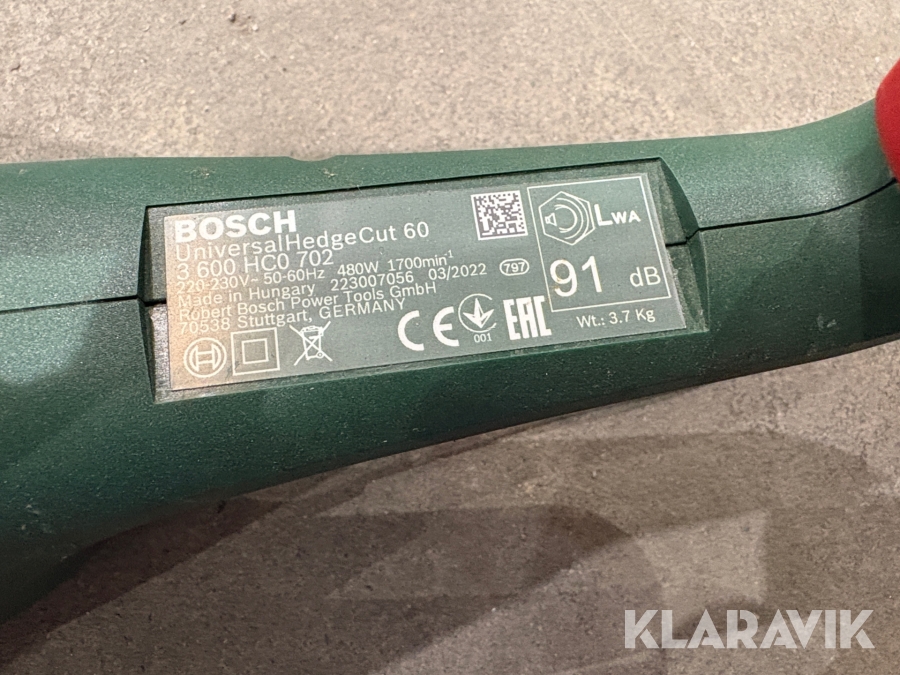 BOSCH
UniversalHedgeCut 60
3 600 HC0 702
220-230V~ 50-60Hz 480W 1700min⁻¹
Made in Hungary 223007056 03/2022 797
Robert Bosch Power Tools GmbH
70538 Stuttgart, GERMANY
CE
001
EAC
LWA
91 dB
Wt.: 3.7 Kg
KLARAVIK